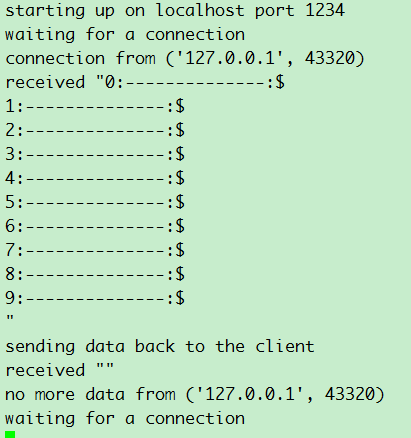 starting up on localhost port 1234
waiting for a connection
connection from ('127.0.0.1', 43320)
received "0:--------------:$
1:--------------:$
2:--------------:$
3:--------------:$
4:--------------:$
5:--------------:$
6:--------------:$
7:--------------:$
8:--------------:$
9:--------------:$
"
sending data back to the client
received ""
no more data from ('127.0.0.1', 43320)
waiting for a connection